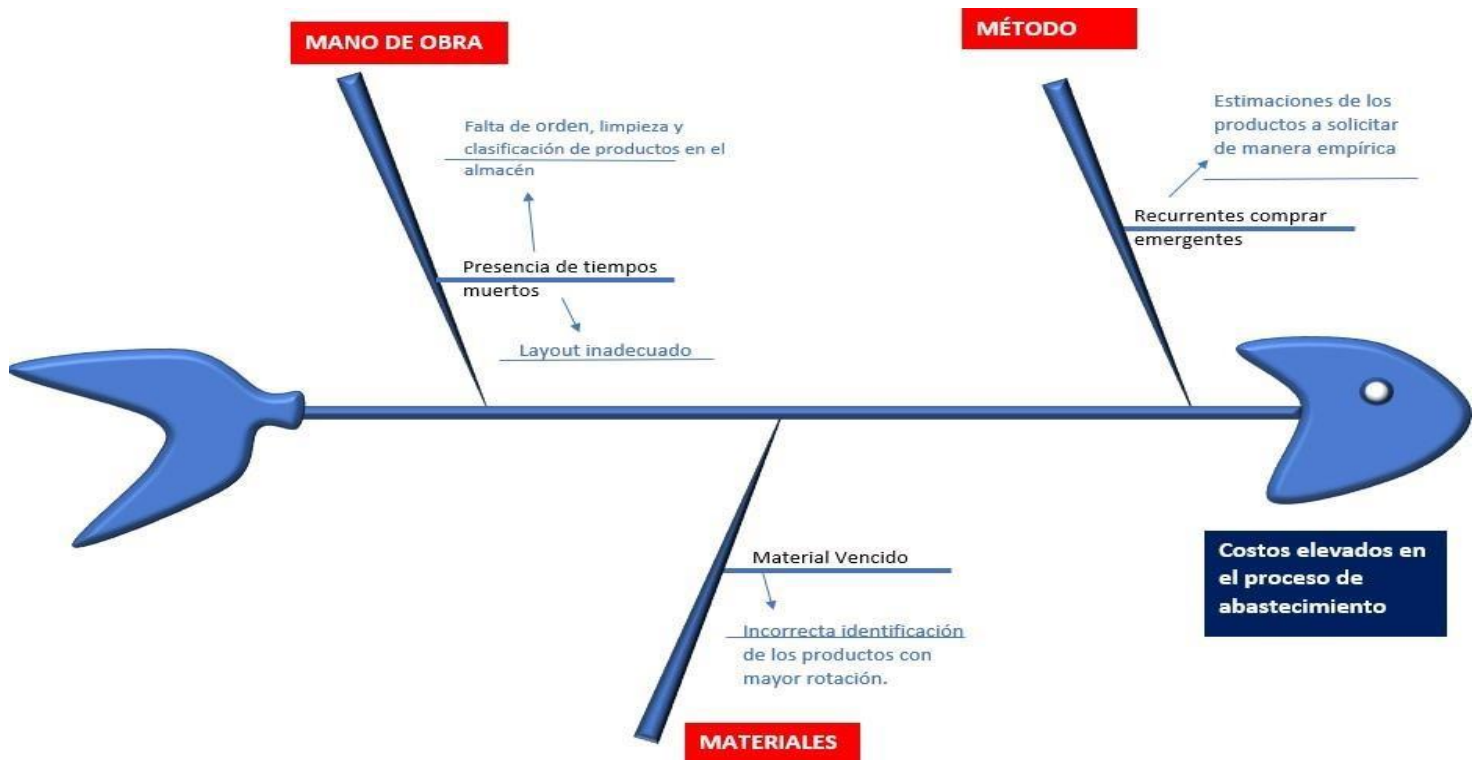 MANO DE OBRA
MÉTODO
Falta de orden, limpieza y
clasificación de productos en el
almacén
Presencia de tiempos
muertos
Layout inadecuado
Estimaciones de los
productos a solicitar
de manera empírica
Recurrentes comprar
emergentes
Material Vencido
Incorrecta identificación
de los productos con
mayor rotación.
MATERIALES
Costos elevados en
el proceso de
abastecimiento